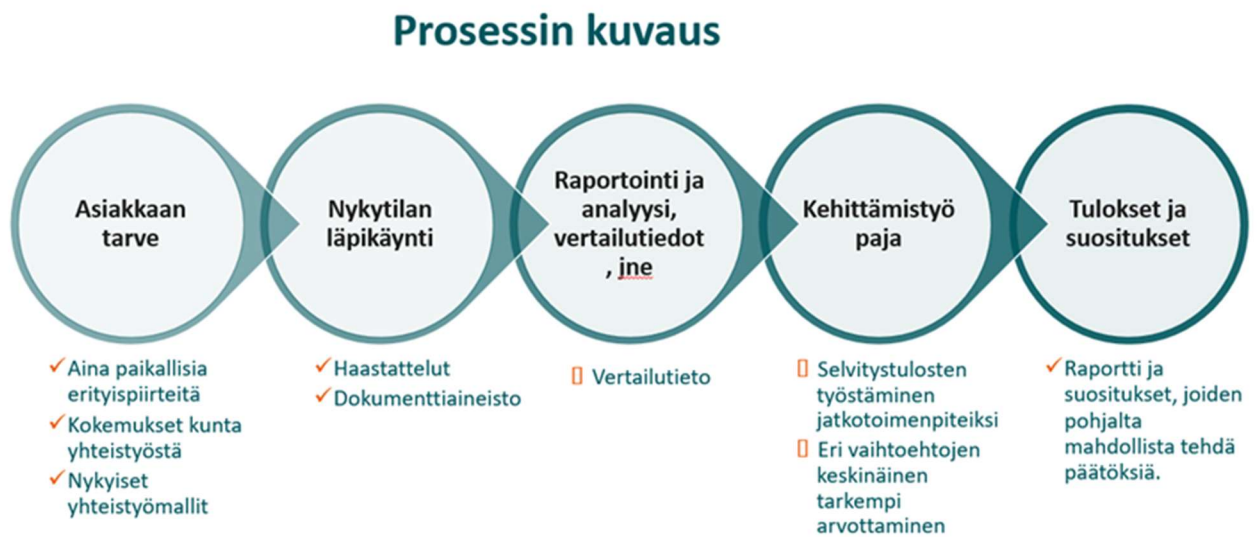 Prosessin kuvaus
Asiakkaan
tarve
Nykytilan
läpikäynti
Raportointi ja
analyysi,
vertailutiedot
, jne
Kehittämistyö
paja
Tulokset ja
suositukset
✓Aina paikallisia
erityispiirteitä
✓Kokemukset kunta
yhteistyöstä
✓Nykyiset
yhteistyömallit
✓Haastattelut
✓Dokumenttiaineisto
▯ Vertailutieto
▯ Selvitystulosten
työstäminen
jatkotoimenpiteiksi
▯ Eri vaihtoehtojen
keskinäinen
tarkempi
arvottaminen
✓Raportti ja
suositukset, joiden
pohjalta
mahdollista tehdä
päätöksiä.